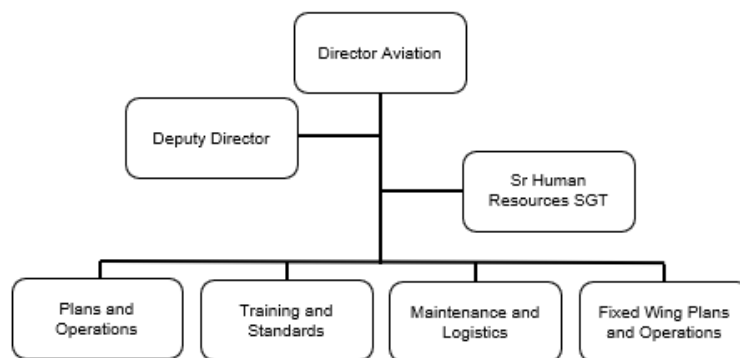 Director Aviation
Deputy Director
Sr Human
Resources SGT
Plans and
Operations
Training and
Standards
Maintenance and
Logistics
Fixed Wing Plans
and Operations